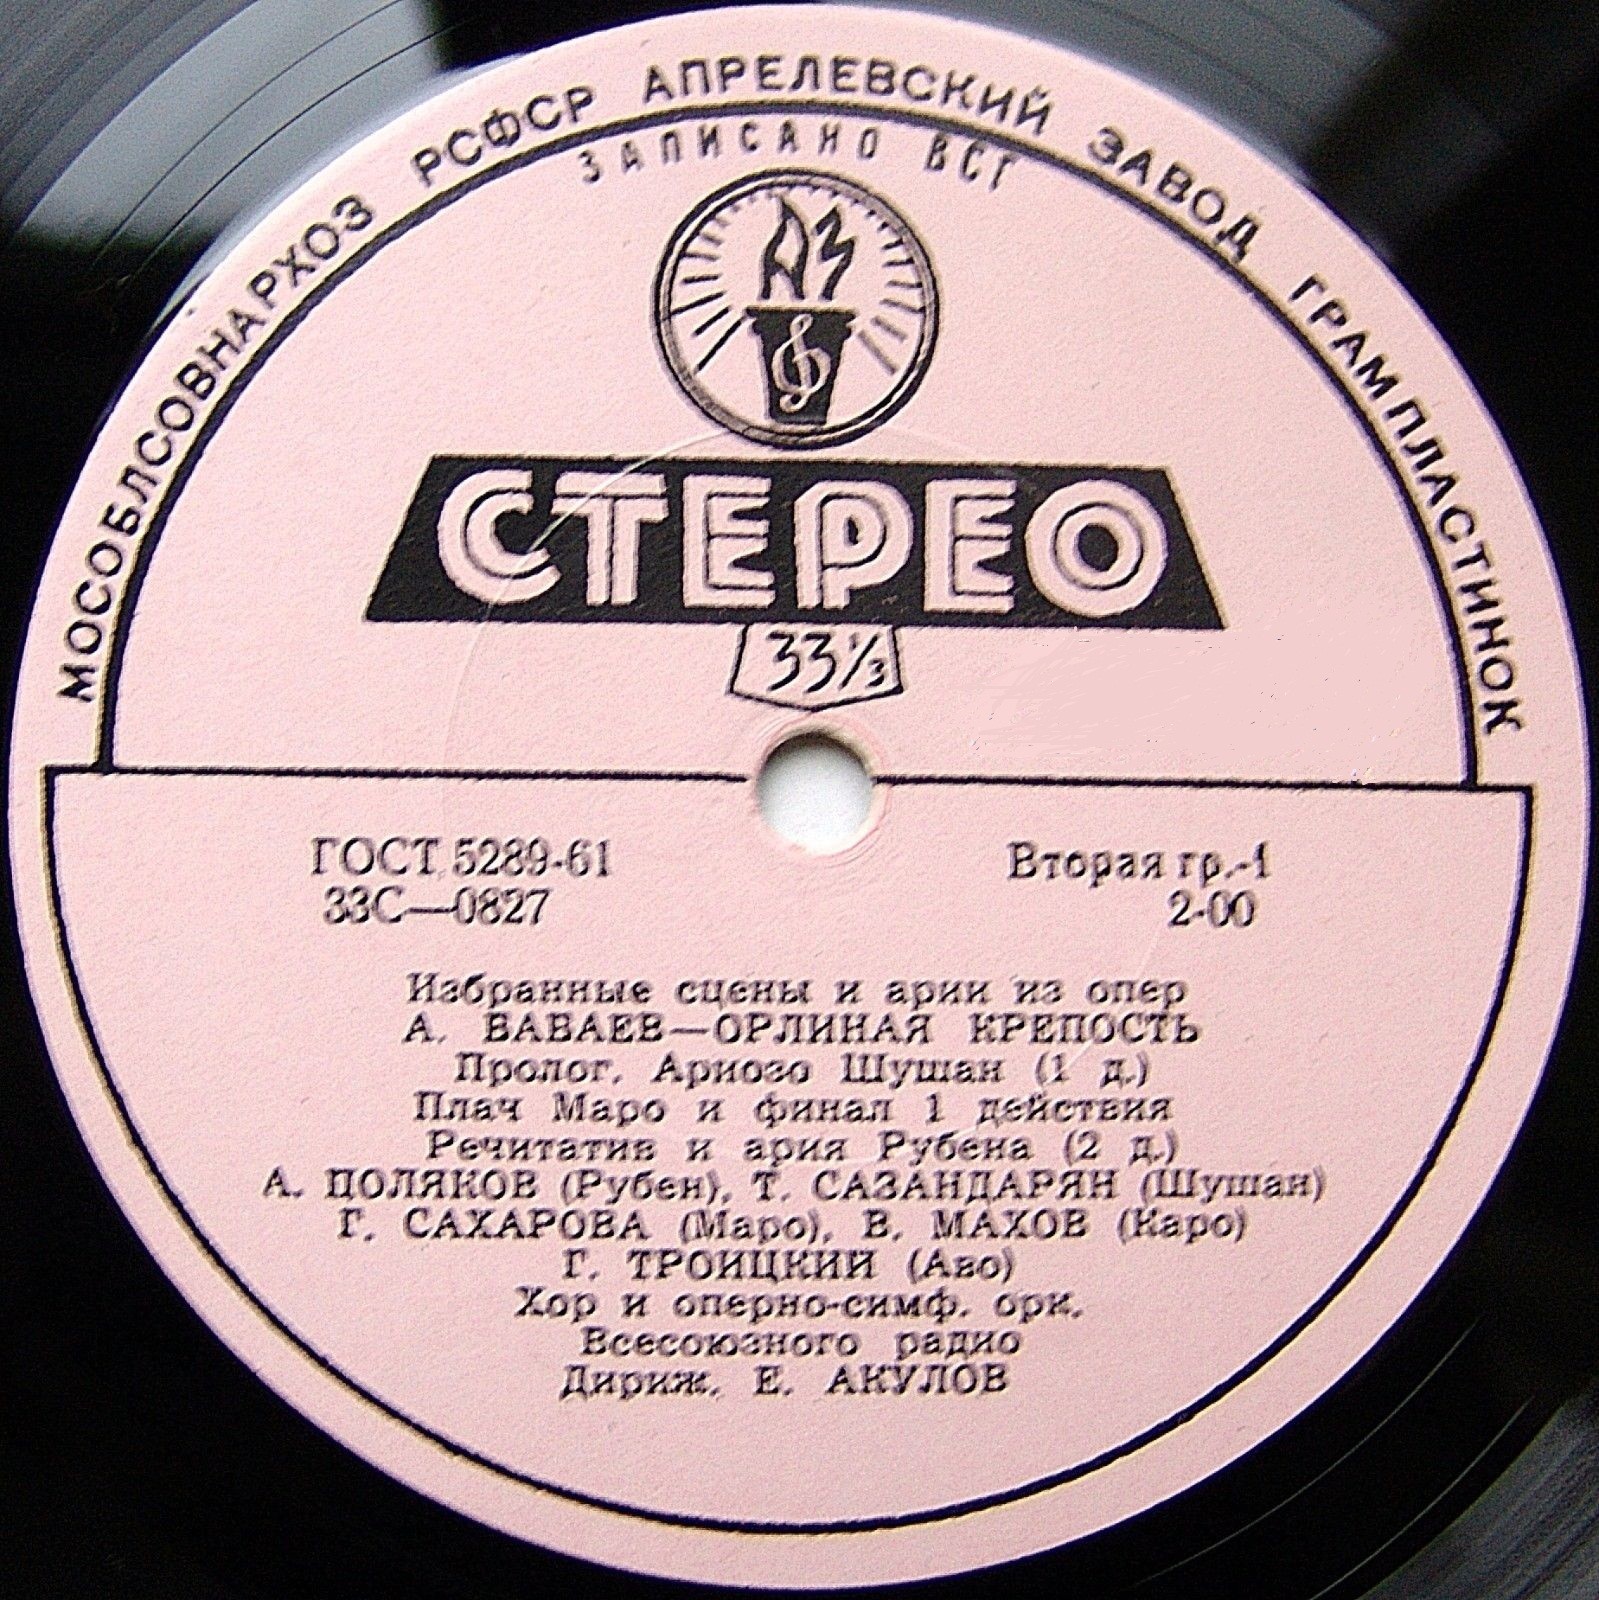 МОСОБЛСОВНАРХОЗ РСФСР АПРЕЛЕВСКИЙ ЗАВОД ГРАМПЛАСТИНОК
ЗАПИСАНО ВСГ
АЗ
СТЕРЕО
33⅓
ГОСТ 5289-61
Вторая гр.-1
33С—0827
2-00
Избранные сцены и арии из опер
А. БАБАЕВ—ОРЛИНАЯ КРЕПОСТЬ
Пролог. Ариозо Шушан (1 д.)
Плач Маро и финал 1 действия
Речитатив и ария Рубена (2 д.)
А. ПОЛЯКОВ (Рубен), Т. САЗАНДАРЯН (Шушан)
Г. САХАРОВА (Маро), В. МАХОВ (Каро)
Г. ТРОИЦКИЙ (Аво)
Хор и оперно-симф. орк.
Всесоюзного радио
Дириж. Е. АКУЛОВ